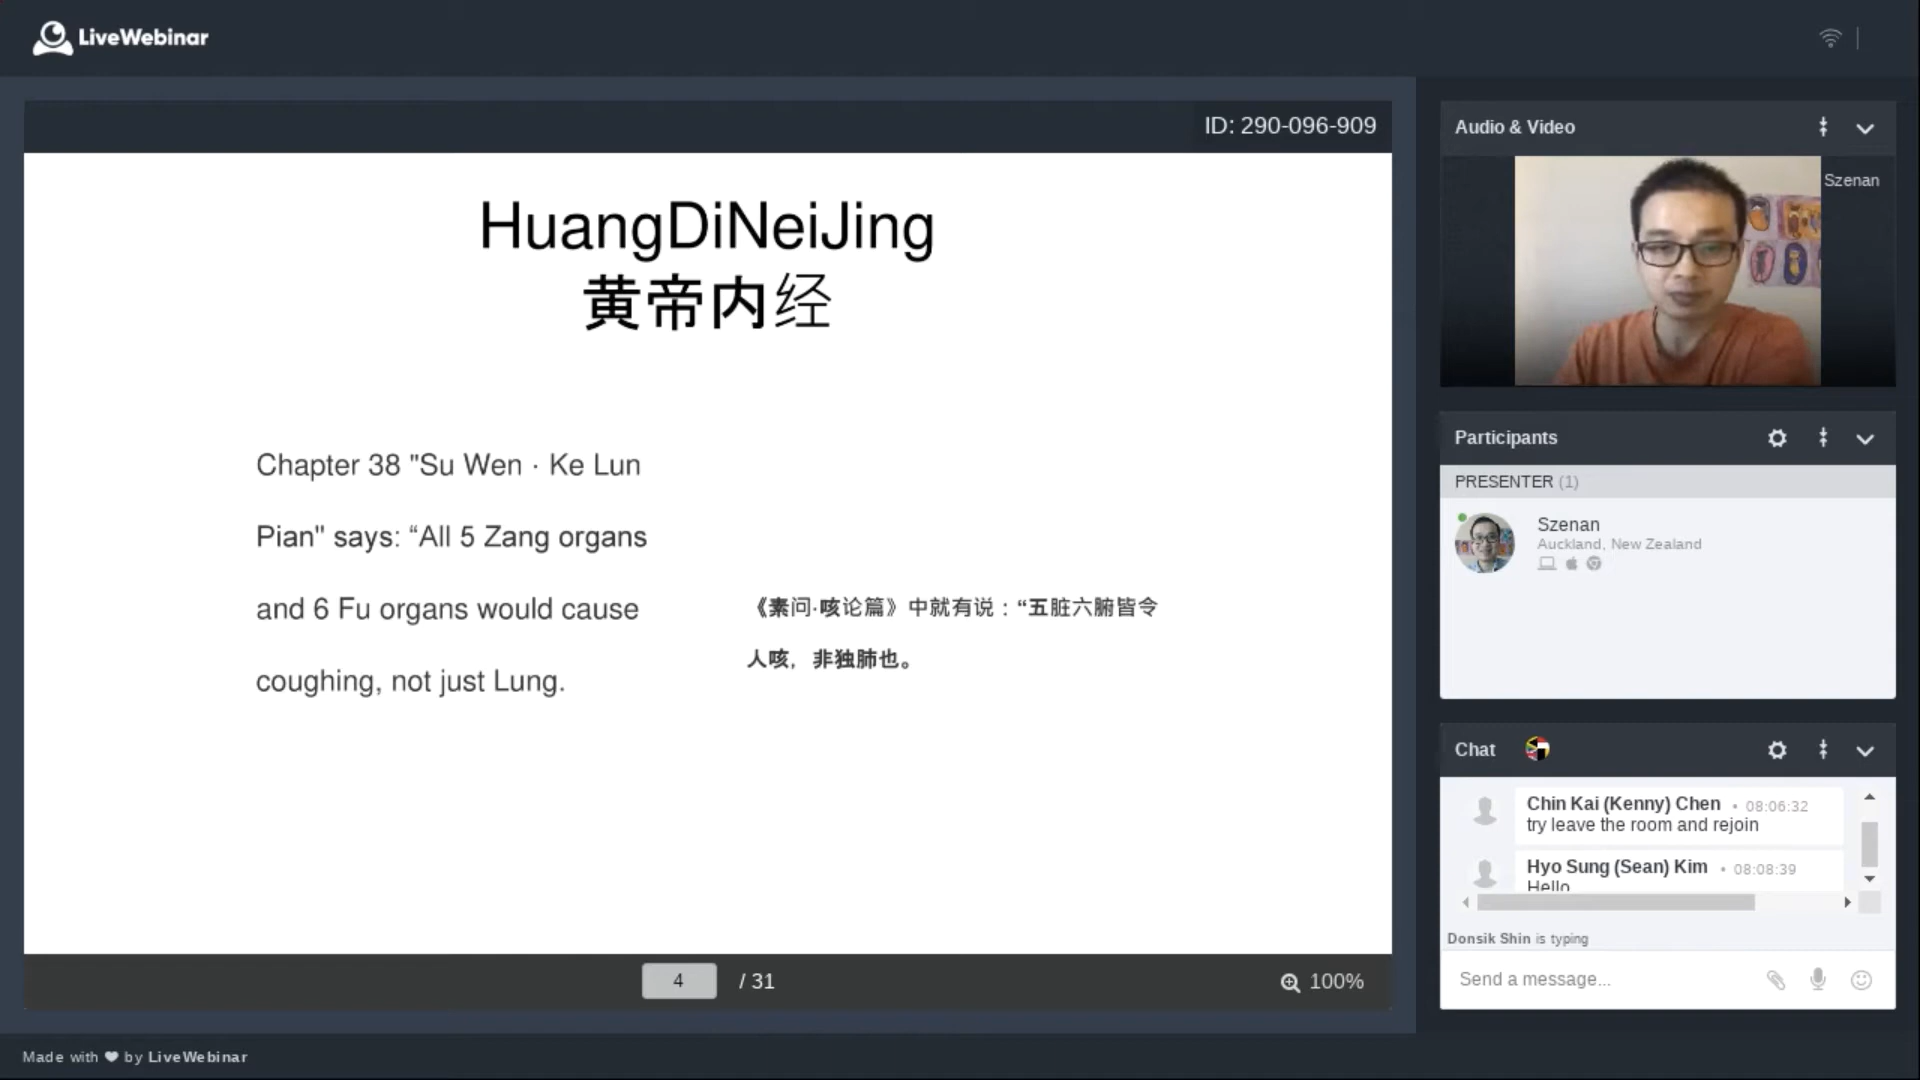 LiveWebinar
ID: 290-096-909
HuangDiNeiJing
黄帝内经
Chapter 38 "Su Wen · Ke Lun
Pian" says: “All 5 Zang organs
and 6 Fu organs would cause
coughing, not just Lung.
《素问·咳论篇》中就有说：“五脏六腑皆令
人咳，非独肺也。
4 / 31
100%
Audio & Video
Szenan
Participants
PRESENTER (1)
Szenan
Auckland, New Zealand
Chat
Chin Kai (Kenny) Chen • 08:06:32
try leave the room and rejoin
Hyo Sung (Sean) Kim • 08:08:39
Hello
Donsik Shin is typing
Send a message...
Made with ♥ by LiveWebinar